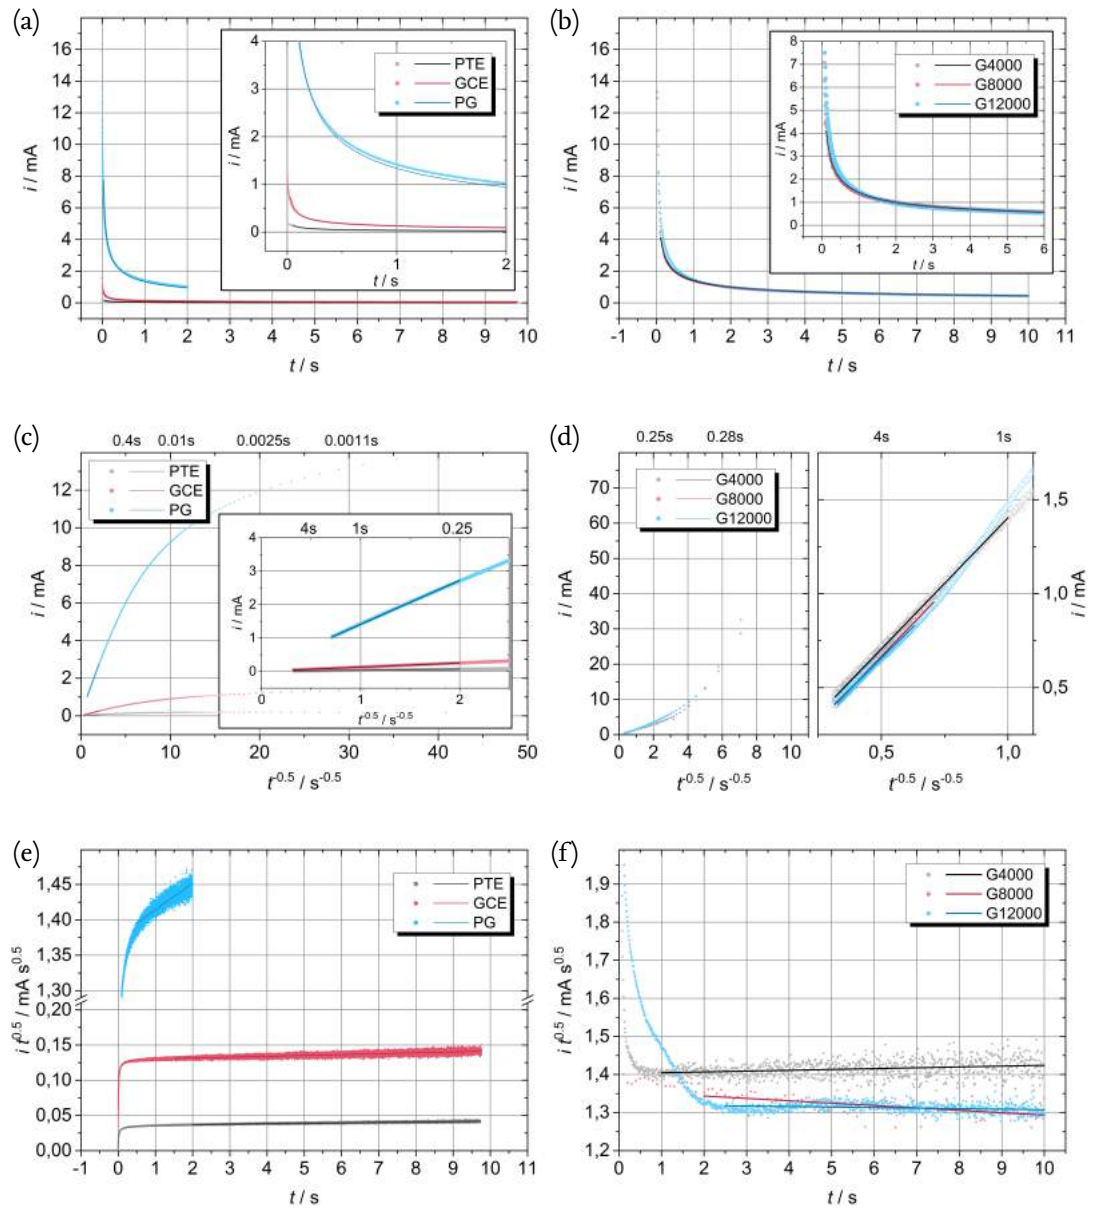 (a)
16
14
12
10
8
6
4
2
0
i / mA
0 1 2 3 4 5 6 7 8 9 10
t / s
4
3
2
1
0
i / mA
0 1 2
t / s
PTE
GCE
PG
(b)
16
14
12
10
8
6
4
2
0
i / mA
-1 0 1 2 3 4 5 6 7 8 9 10 11
t / s
8
7
6
5
4
3
2
1
0
i / mA
0 1 2 3 4 5 6
t / s
G4000
G8000
G12000
(c)
0.4s 0.01s 0.0025s 0.0011s
12
10
8
6
4
2
0
i / mA
0 10 20 30 40 50
t^-0.5 / s^-0.5
PTE
GCE
PG
4s 1s 0.25
4
3
2
1
0
i / mA
0 1 2
t^-0.5 / s^-0.5
(d)
0.25s 0.28s
70
60
50
40
30
20
10
0
i / mA
0 2 4 6 8 10
t^-0.5 / s^-0.5
G4000
G8000
G12000
4s 1s
1,5
1,0
0,5
i / mA
0,5 1,0
t^-0.5 / s^-0.5
(e)
1,45
1,40
1,35
1,30
0,20
0,15
0,10
0,05
0,00
i t^0.5 / mA s^0.5
-1 0 1 2 3 4 5 6 7 8 9 10 11
t / s
PTE
GCE
PG
(f)
1,9
1,8
1,7
1,6
1,5
1,4
1,3
1,2
i t^0.5 / mA s^0.5
0 1 2 3 4 5 6 7 8 9 10
t / s
G4000
G8000
G12000